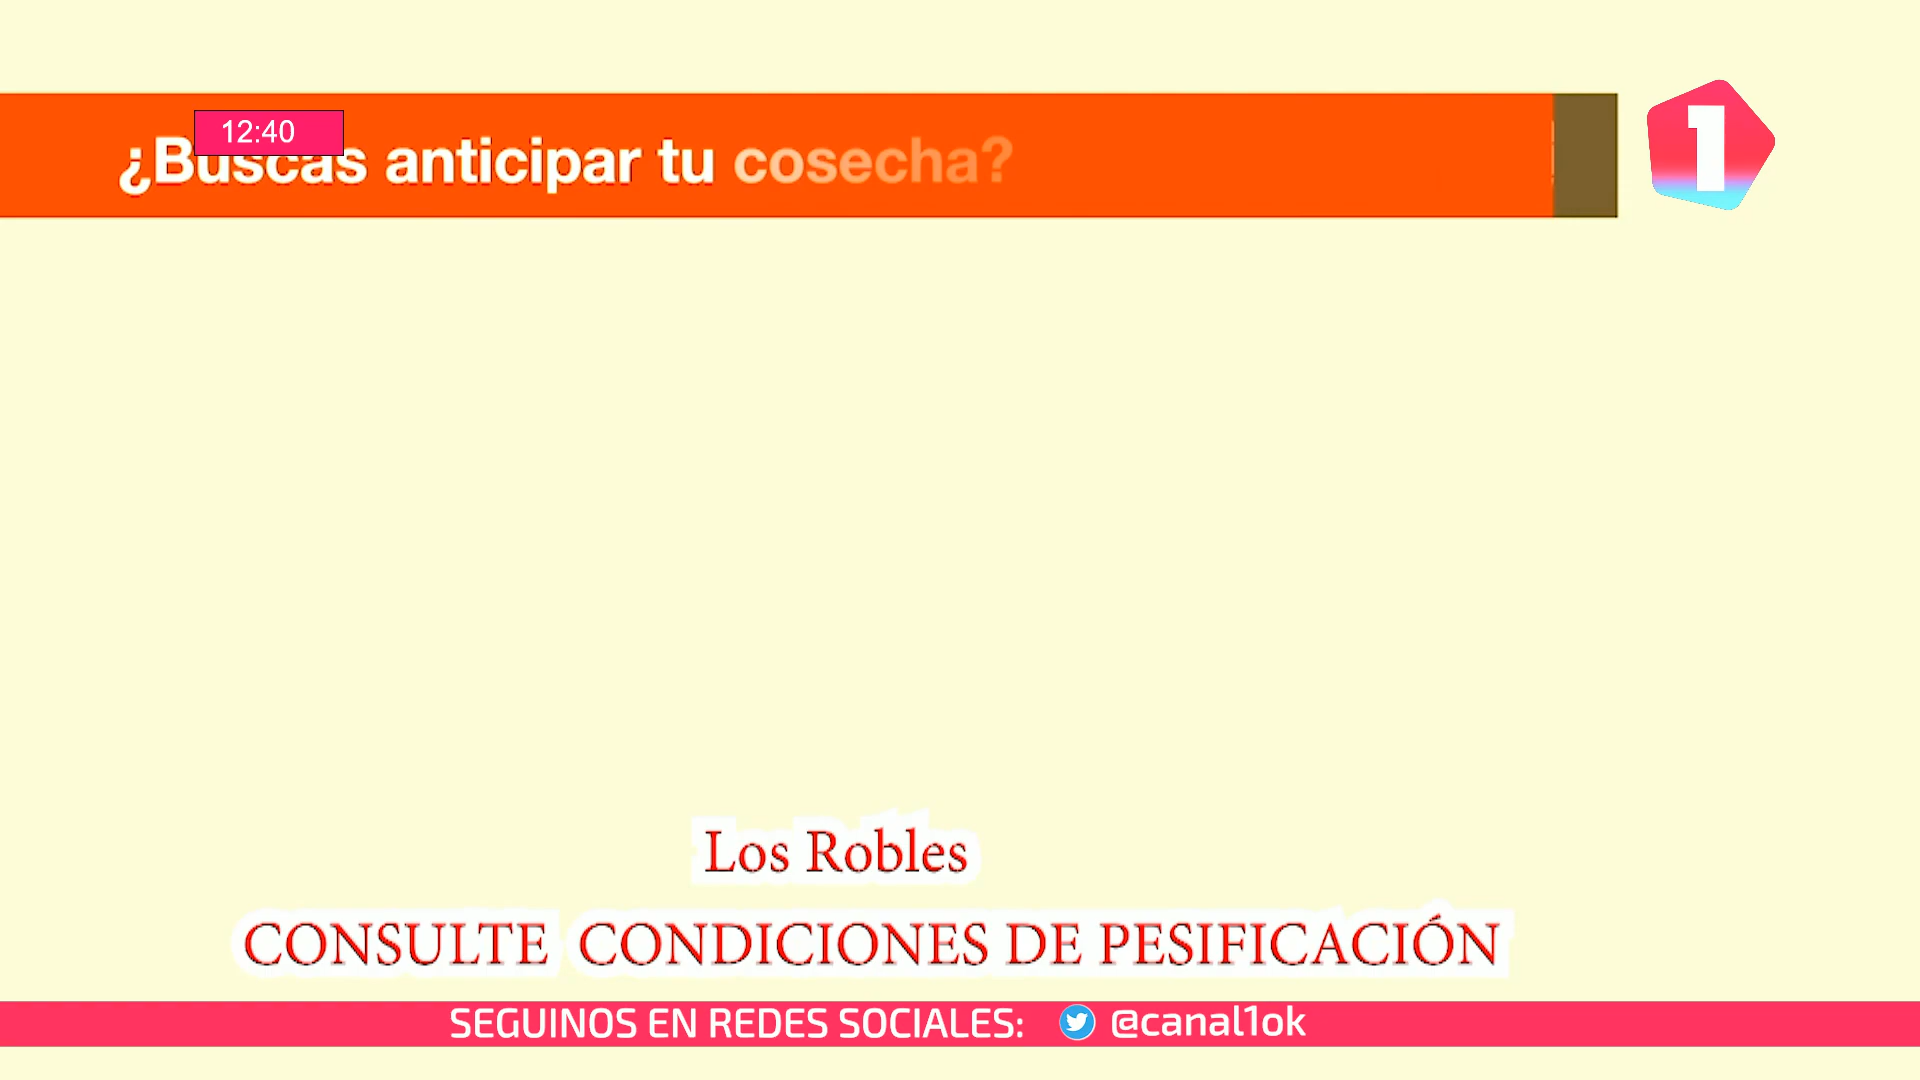 12:40
¿Buscas anticipar tu cosecha?
1
Los Robles
CONSULTE CONDICIONES DE PESIFICACIÓN
SEGUINOS EN REDES SOCIALES: @canal1ok